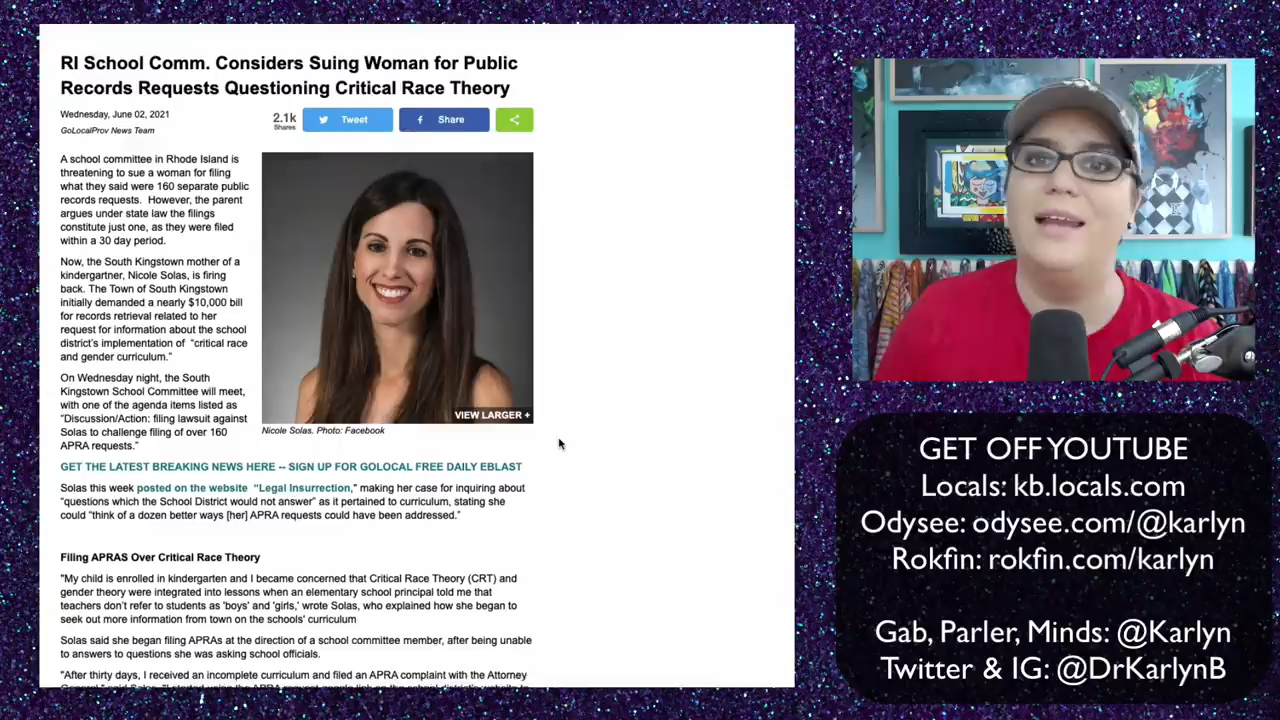 RI School Comm. Considers Suing Woman for Public
Records Requests Questioning Critical Race Theory
Wednesday, June 02, 2021
GoLocalProv News Team
2.1k
Shares
Tweet
Share
A school committee in Rhode Island is
threatening to sue a woman for filing
what they said were 160 separate public
records requests. However, the parent
argues under state law the filings
constitute just one, as they were filed
within a 30 day period.
Now, the South Kingstown mother of a
kindergartner, Nicole Solas, is firing
back. The Town of South Kingstown
initially demanded a nearly $10,000 bill
for records retrieval related to her
request for information about the school
district's implementation of “critical race
and gender curriculum.”
On Wednesday night, the South
Kingstown School Committee will meet,
with one of the agenda items listed as
“Discussion/Action: filing lawsuit against
Solas to challenge filing of over 160
APRA requests.”
VIEW LARGER +
Nicole Solas. Photo: Facebook
GET THE LATEST BREAKING NEWS HERE -- SIGN UP FOR GOLOCAL FREE DAILY EBLAST
Solas this week posted on the website “Legal Insurrection,” making her case for inquiring about
“questions which the School District would not answer” as it pertained to curriculum, stating she
could “think of a dozen better ways [her] APRA requests could have been addressed.”
Filing APRAS Over Critical Race Theory
"My child is enrolled in kindergarten and I became concerned that Critical Race Theory (CRT) and
gender theory were integrated into lessons when an elementary school principal told me that
teachers don't refer to students as 'boys' and 'girls,' wrote Solas, who explained how she began to
seek out more information from town on the schools' curriculum
Solas said she began filing APRAs at the direction of a school committee member, after being unable
to answers to questions she was asking school officials.
"After thirty days, I received an incomplete curriculum and filed an APRA complaint with the Attorney
GET OFF YOUTUBE
Locals: kb.locals.com
Odysee: odysee.com/@karlyn
Rokfin: rokfin.com/karlyn
Gab, Parler, Minds: @Karlyn
Twitter & IG: @DrKarlynB